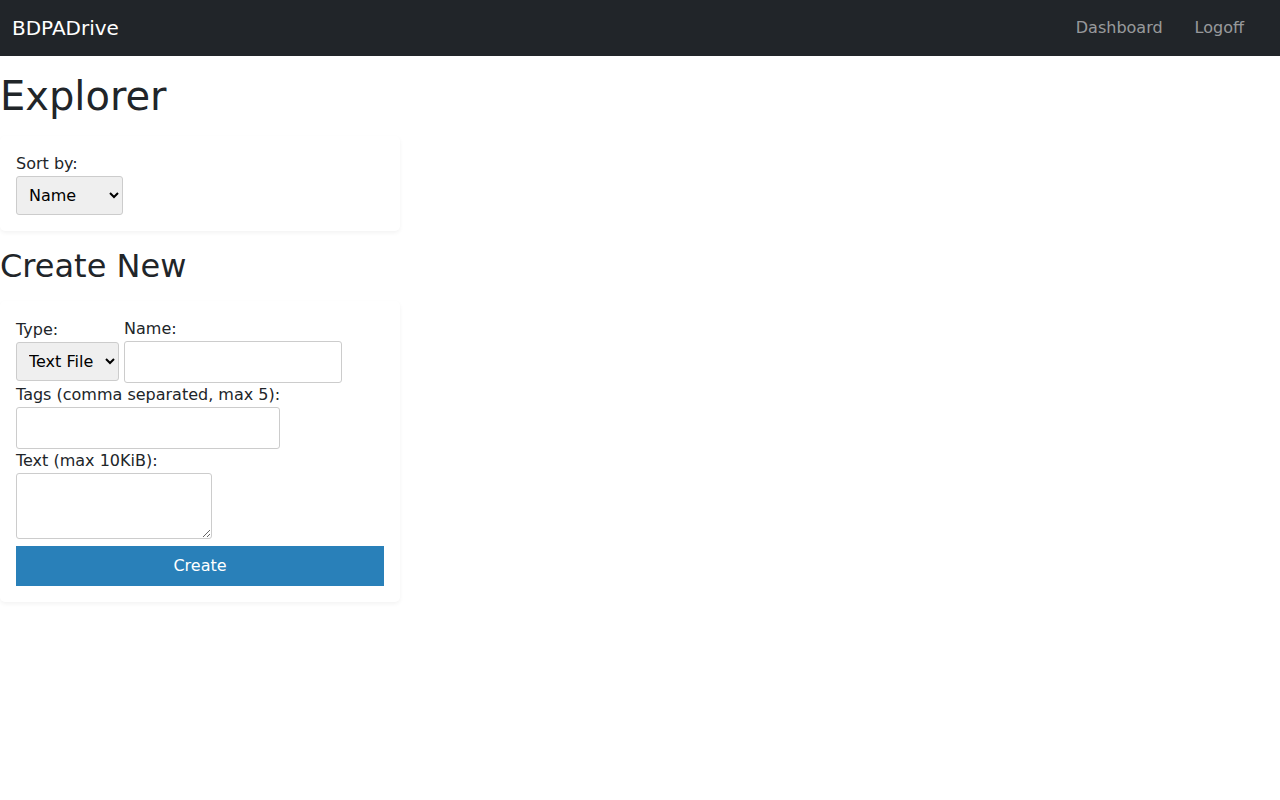 BDPADrive Dashboard Logoff
Explorer
Sort by:
Name
Create New
Type: Name:
Text File
Tags (comma separated, max 5):
Text (max 10KiB):
Create